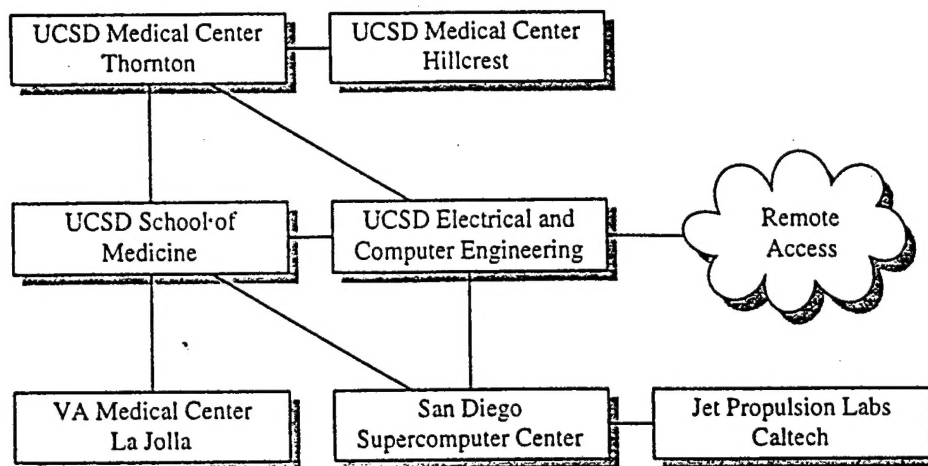 UCSD Medical Center
Thornton
UCSD Medical Center
Hillcrest
UCSD School of
Medicine
UCSD Electrical and
Computer Engineering
Remote
Access
VA Medical Center
La Jolla
San Diego
Supercomputer Center
Jet Propulsion Labs
Caltech